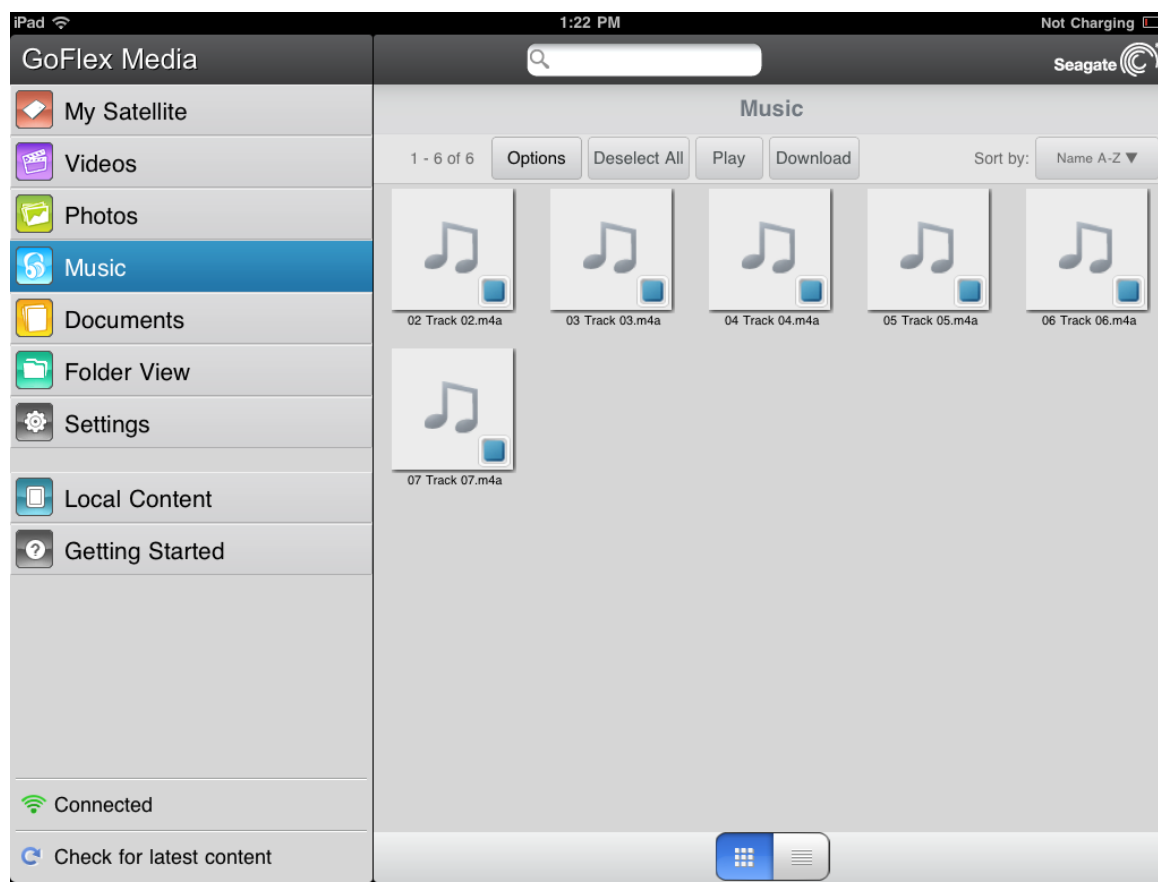 iPad 1:22 PM Not Charging
GoFlex Media
Seagate
My Satellite
Videos
Photos
Music
Documents
Folder View
Settings
Local Content
Getting Started
Connected
Check for latest content
Music
1 - 6 of 6 Options Deselect All Play Download Sort by: Name A-Z ▼
02 Track 02.m4a 03 Track 03.m4a 04 Track 04.m4a 05 Track 05.m4a 06 Track 06.m4a
07 Track 07.m4a